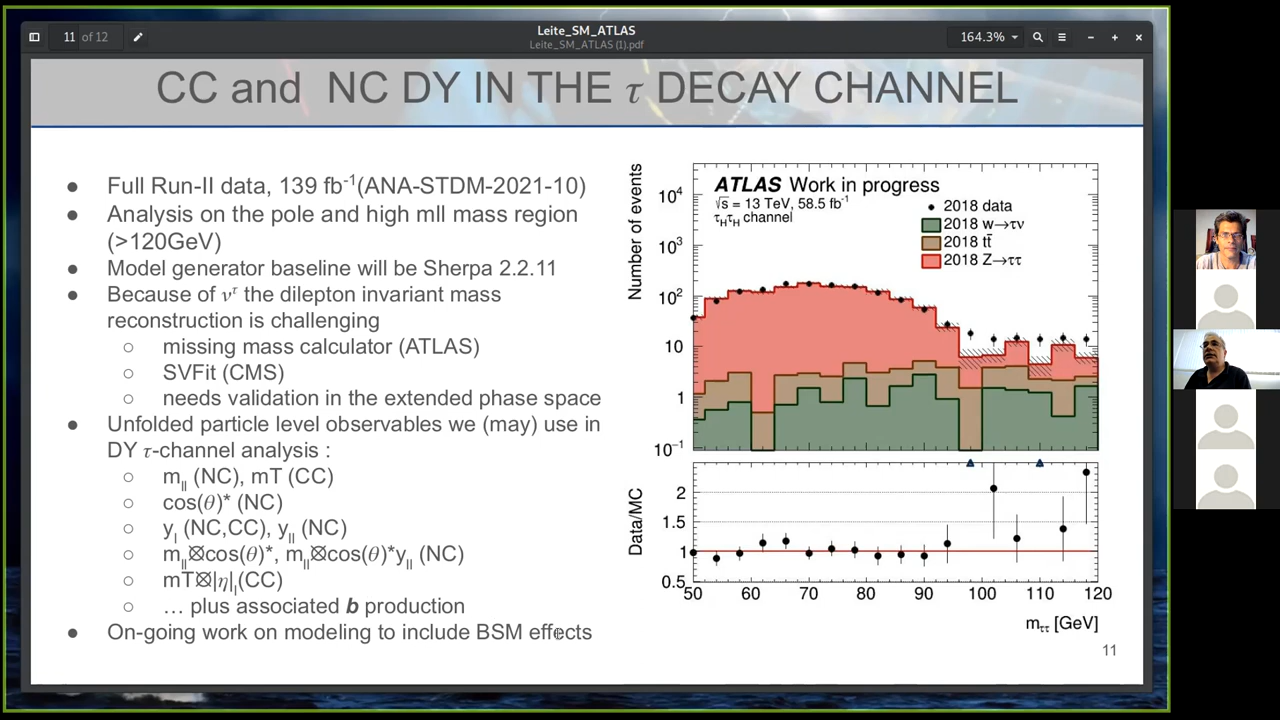 Leite_SM_ATLAS
11 of 12
Leite_SM_ATLAS (1).pdf
164.3%
CC and NC DY IN THE τ DECAY CHANNEL
● Full Run-II data, 139 fb⁻¹(ANA-STDM-2021-10)
● Analysis on the pole and high mll mass region
(>120GeV)
● Model generator baseline will be Sherpa 2.2.11
● Because of ν^τ the dilepton invariant mass
reconstruction is challenging
○ missing mass calculator (ATLAS)
○ SVFit (CMS)
○ needs validation in the extended phase space
● Unfolded particle level observables we (may) use in
DY τ-channel analysis :
○ m_ll (NC), mT (CC)
○ cos(θ)* (NC)
○ y_l (NC,CC), y_ll (NC)
○ m_ll⊠cos(θ)*, m_ll⊠cos(θ)*y_ll (NC)
○ mT⊠|η|_l(CC)
○ … plus associated b production
● On-going work on modeling to include BSM effects
Number of events
10⁴
10³
10²
10
1
10⁻¹
ATLAS Work in progress
√s = 13 TeV, 58.5 fb⁻¹
τ_Hτ_H channel
2018 data
2018 w→τν
2018 tt̄
2018 Z→ττ
Data/MC
2
1.5
1
0.5
50 60 70 80 90 100 110 120
m_ττ [GeV]
11